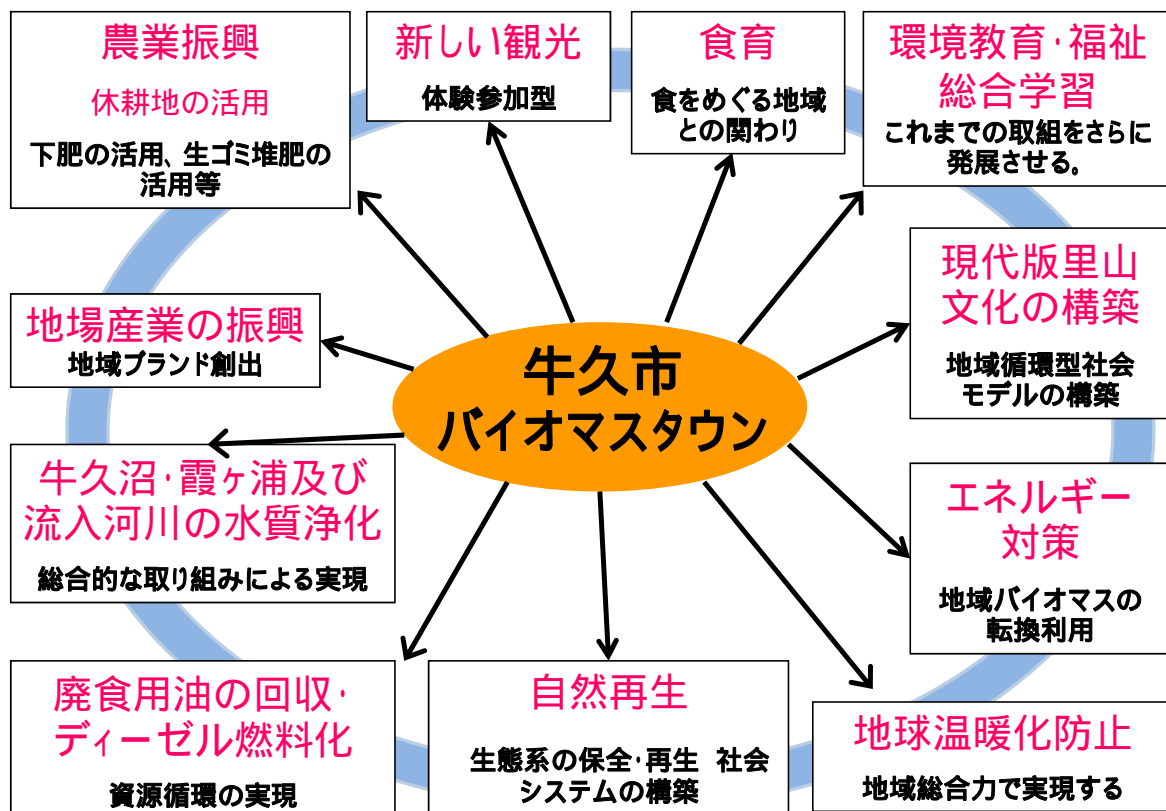 農業振興
休耕地の活用
下肥の活用、生ゴミ堆肥の
活用等
新しい観光
体験参加型
食育
食をめぐる地域
との関わり
環境教育・福祉
総合学習
これまでの取組をさらに
発展させる。
地場産業の振興
地域ブランド創出
牛久市
バイオマスタウン
現代版里山
文化の構築
地域循環型社会
モデルの構築
牛久沼・霞ヶ浦及び
流入河川の水質浄化
総合的な取り組みによる実現
エネルギー
対策
地域バイオマスの
転換利用
廃食用油の回収・
ディーゼル燃料化
資源循環の実現
自然再生
生態系の保全・再生 社会
システムの構築
地球温暖化防止
地域総合力で実現する